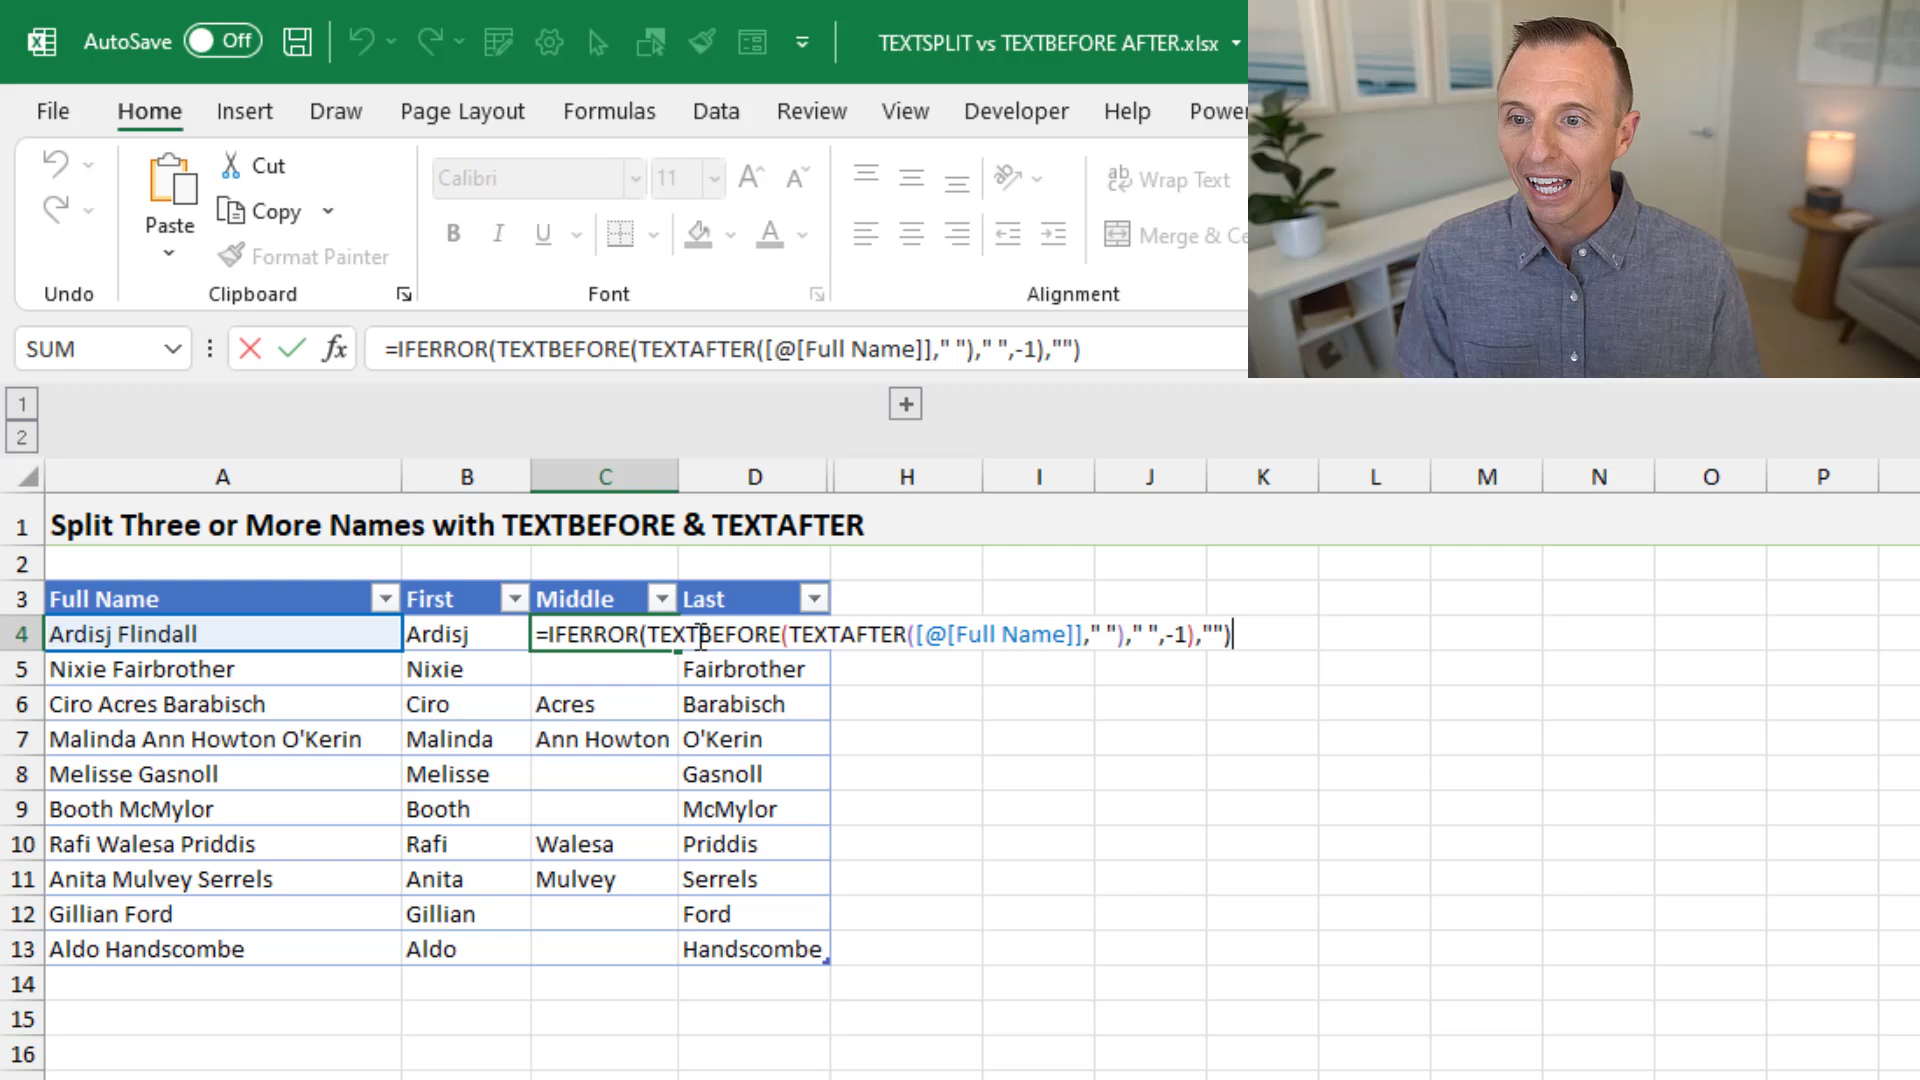 AutoSave Off TEXTSPLIT vs TEXTBEFORE AFTER.xlsx
File Home Insert Draw Page Layout Formulas Data Review View Developer Help Power
Paste Cut Copy Format Painter
Calibri 11 A A
B I U A
ab c Wrap Text
Merge & Ce
Undo Clipboard Font Alignment
SUM fx =IFERROR(TEXTBEFORE(TEXTAFTER([@[Full Name]]," ")," ",-1),"")
1
2
A B C D H I J K L M N O P
1 Split Three or More Names with TEXTBEFORE & TEXTAFTER
2
3 Full Name First Middle Last
4 Ardisj Flindall Ardisj =IFERROR(TEXTBEFORE(TEXTAFTER([@[Full Name]]," ")," ",-1),"")
5 Nixie Fairbrother Nixie Fairbrother
6 Ciro Acres Barabisch Ciro Acres Barabisch
7 Malinda Ann Howton O'Kerin Malinda Ann Howton O'Kerin
8 Melisse Gasnoll Melisse Gasnoll
9 Booth McMylor Booth McMylor
10 Rafi Walesa Priddis Rafi Walesa Priddis
11 Anita Mulvey Serrels Anita Mulvey Serrels
12 Gillian Ford Gillian Ford
13 Aldo Handscombe Aldo Handscombe
14
15
16